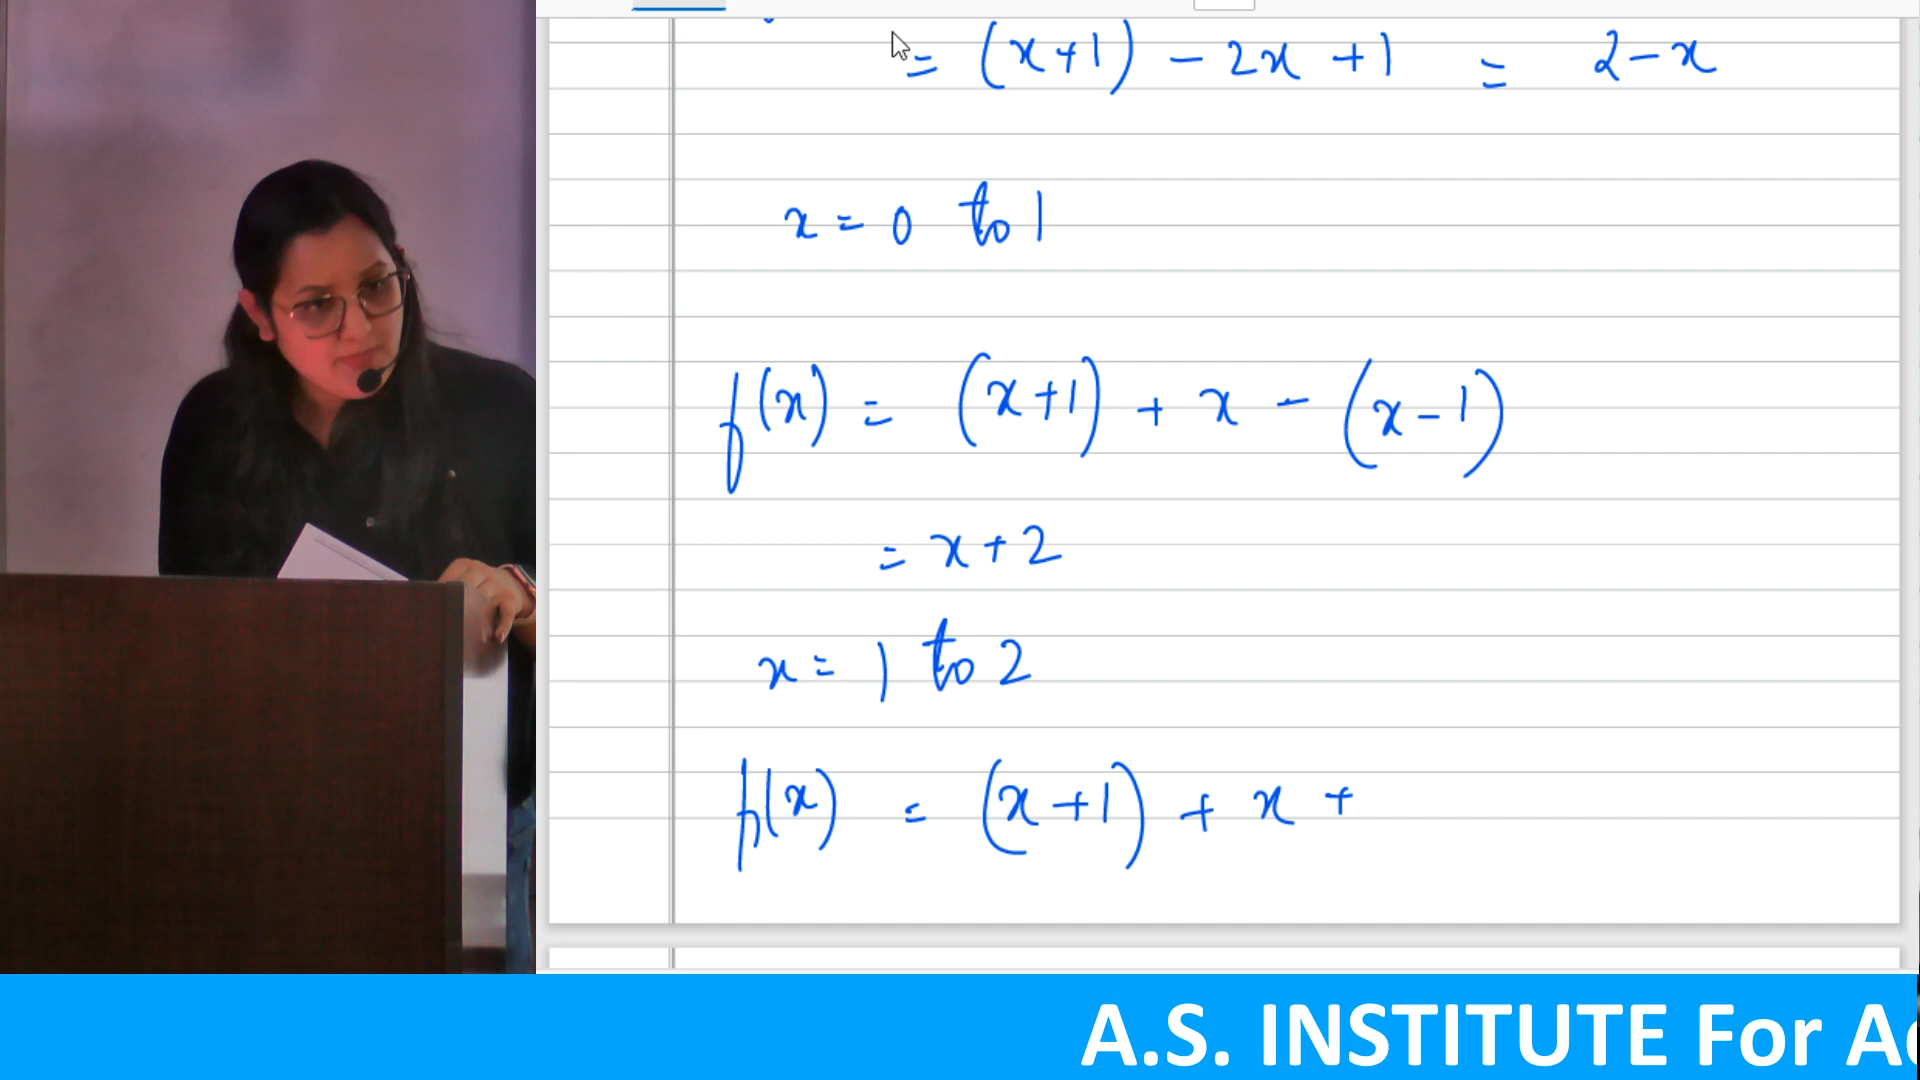 = (x+1) - 2x + 1 = 2-x
x = 0 to 1
f(x) = (x+1) + x - (x-1)
= x+2
x = 1 to 2
f(x) = (x+1) + x +
A.S. INSTITUTE For